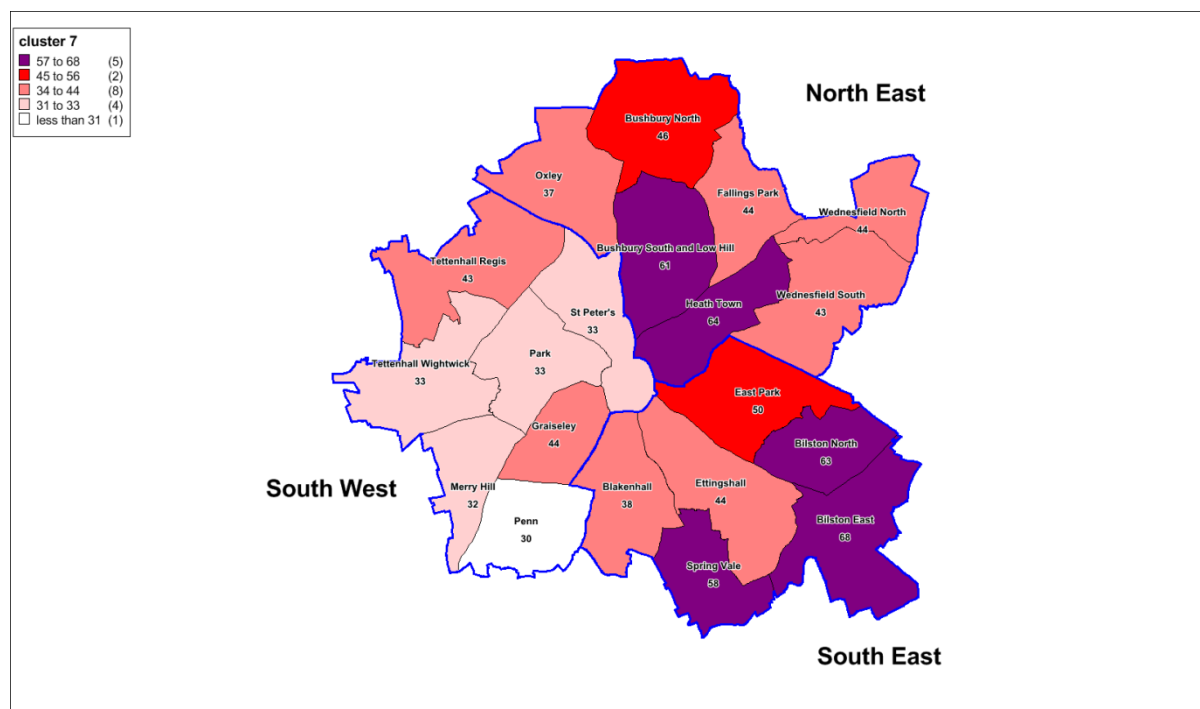 cluster 7
57 to 68 (5)
45 to 56 (2)
34 to 44 (8)
31 to 33 (4)
less than 31 (1)
North East
Bushbury North
46
Oxley
37
Fallings Park
44
Wednesfield North
44
Bushbury South and Low Hill
61
Tettenhall Regis
43
Heath Town
64
Wednesfield South
43
St Peter's
33
Park
33
Tettenhall Wightwick
33
East Park
50
Graiseley
44
Bilston North
63
South West
Merry Hill
32
Blakenhall
38
Ettingshall
44
Penn
30
Bilston East
68
Spring Vale
58
South East